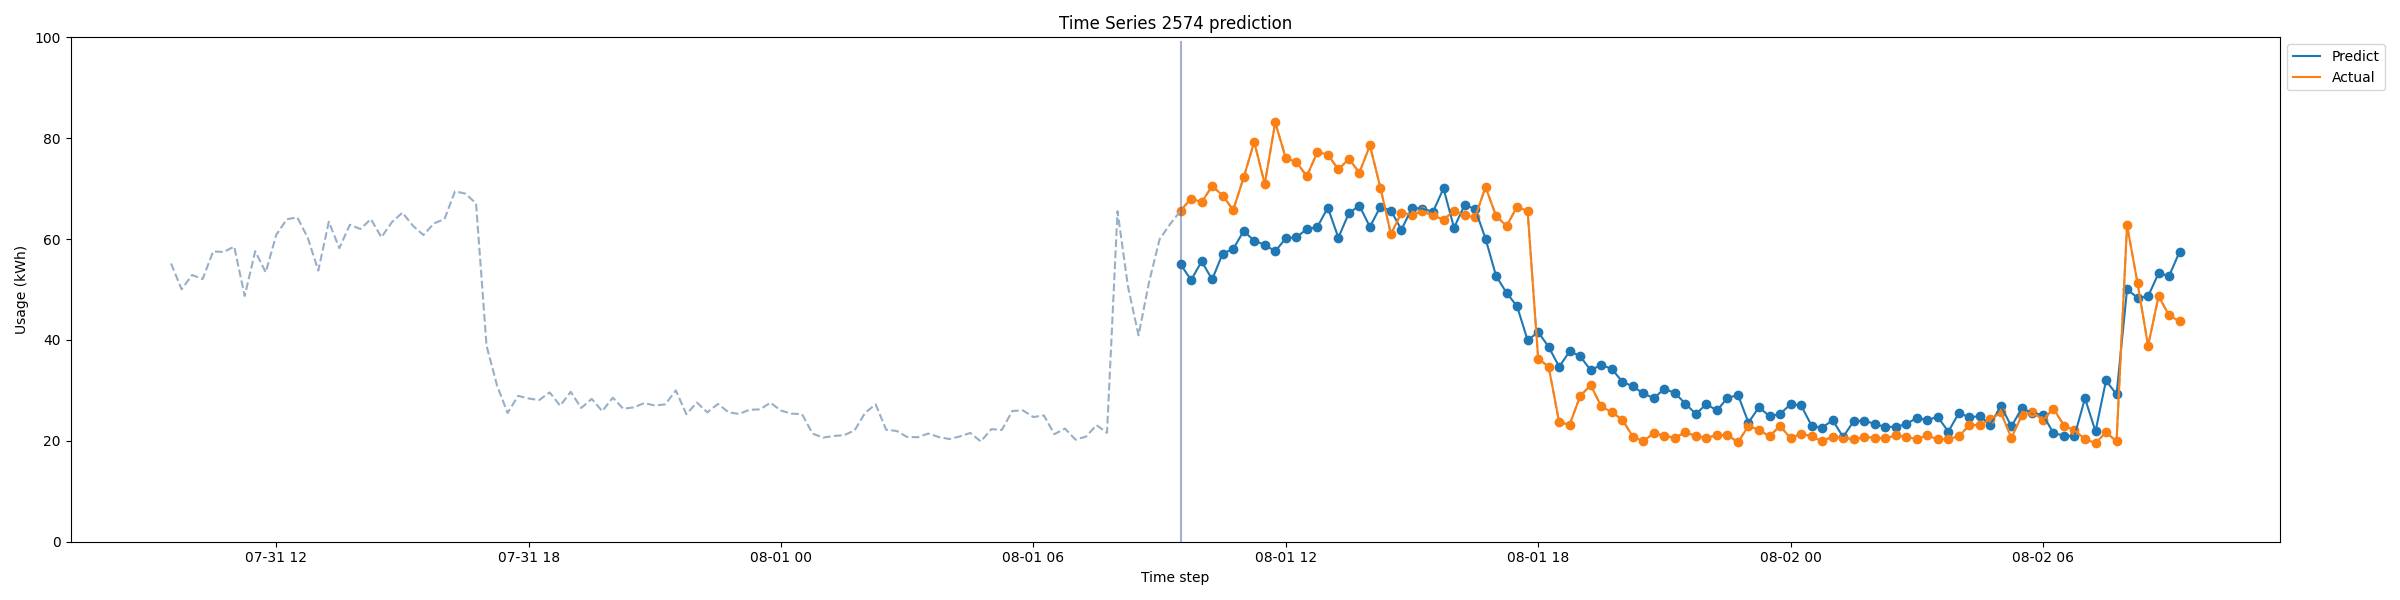 Time Series 2574 prediction
100
80
60
40
20
0
Usage (kWh)
Predict
Actual
07-31 12
07-31 18
08-01 00
08-01 06
08-01 12
08-01 18
08-02 00
08-02 06
Time step